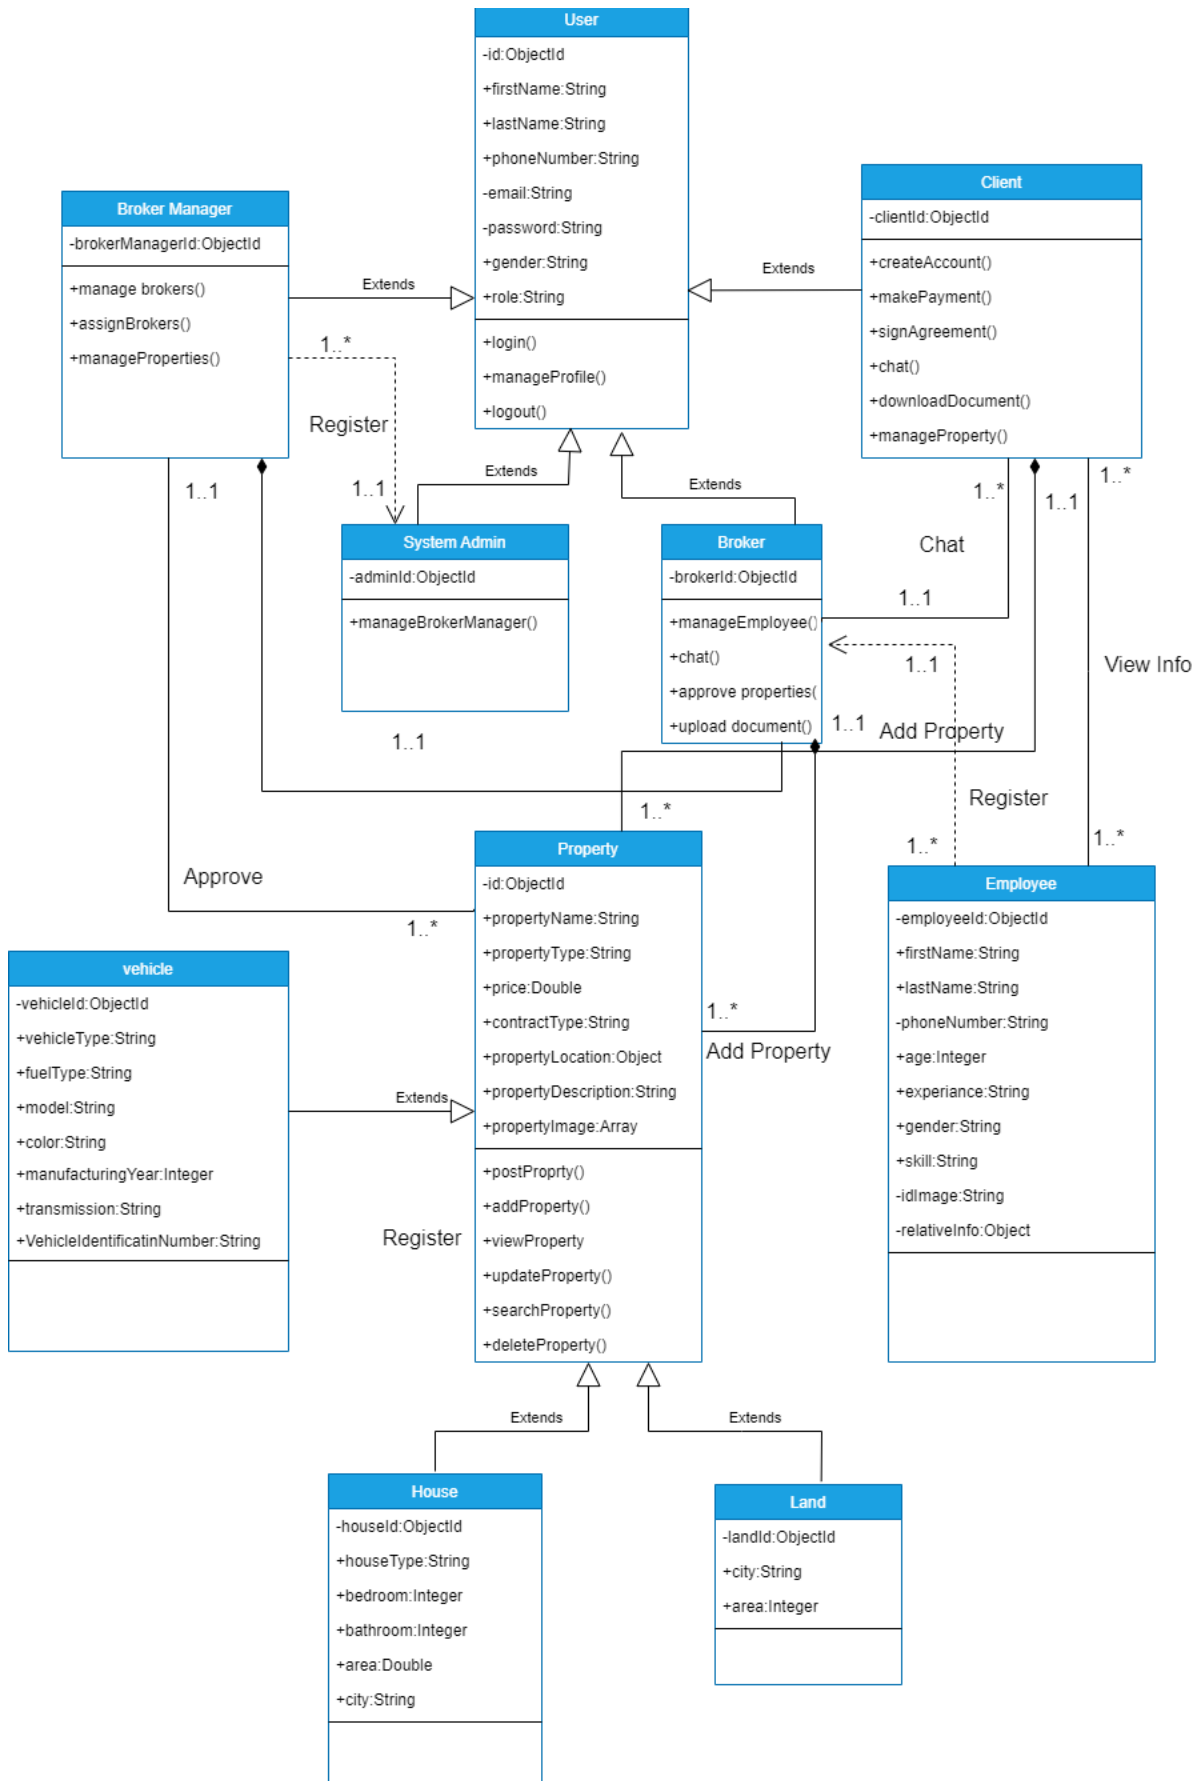 User
-id:ObjectId
+firstName:String
+lastName:String
+phoneNumber:String
-email:String
-password:String
+gender:String
+role:String
+login()
+manageProfile()
+logout()
Broker Manager
-brokerManagerId:ObjectId
+manage brokers()
+assignBrokers()
+manageProperties()
Client
-clientId:ObjectId
+createAccount()
+makePayment()
+signAgreement()
+chat()
+downloadDocument()
+manageProperty()
Extends
Extends
1..*
Register
1..1
1..1
Extends
Extends
1..*
1..1
1..*
Chat
1..1
System Admin
-adminId:ObjectId
+manageBrokerManager()
Broker
-brokerId:ObjectId
+manageEmployee()
+chat()
+approve properties(
+upload document()
1..1
View Info
1..1
Add Property
1..1
Register
1..*
1..*
1..*
Approve
1..*
Property
-id:ObjectId
+propertyName:String
+propertyType:String
+price:Double
+contractType:String
+propertyLocation:Object
+propertyDescription:String
+propertyImage:Array
+postProprty()
+addProperty()
+viewProperty
+updateProperty()
+searchProperty()
+deleteProperty()
1..*
Add Property
Employee
-employeeId:ObjectId
+firstName:String
+lastName:String
-phoneNumber:String
+age:Integer
+experiance:String
+gender:String
+skill:String
-idImage:String
-relativeInfo:Object
vehicle
-vehicleId:ObjectId
+vehicleType:String
+fuelType:String
+model:String
+color:String
+manufacturingYear:Integer
+transmission:String
+VehicleIdentificatinNumber:String
Extends
Register
Extends
Extends
House
-houseId:ObjectId
+houseType:String
+bedroom:Integer
+bathroom:Integer
+area:Double
+city:String
Land
-landId:ObjectId
+city:String
+area:Integer